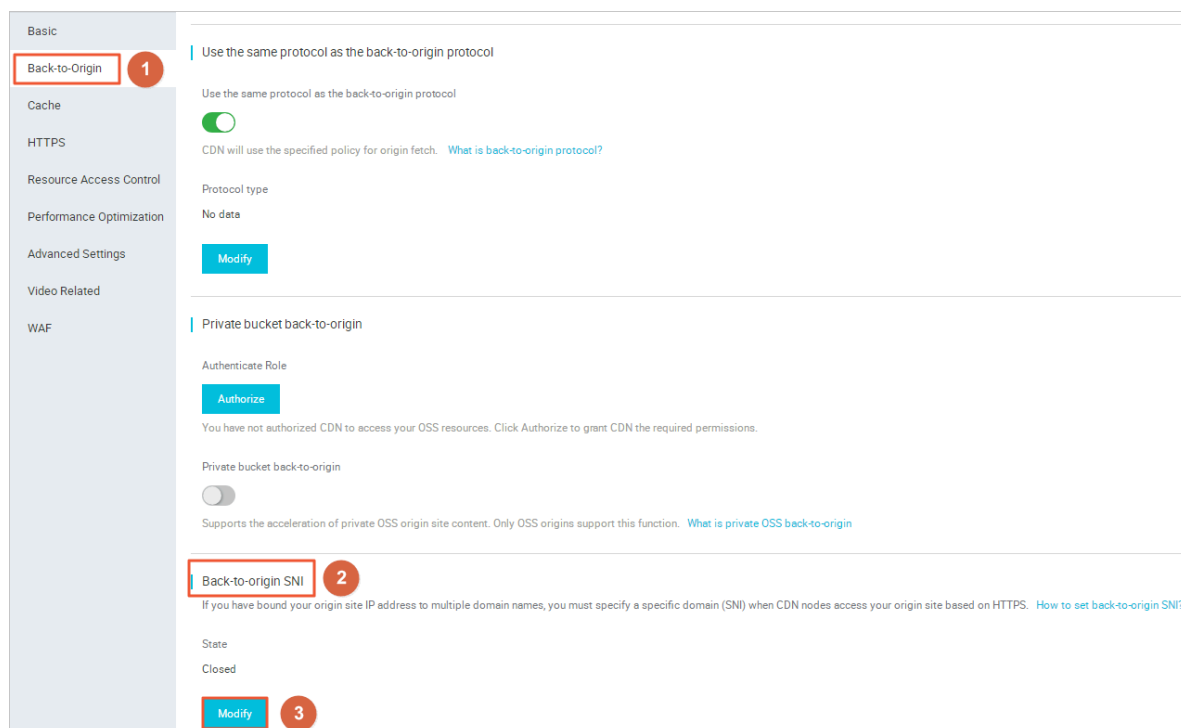 Basic
Back-to-Origin
1
Cache
HTTPS
Resource Access Control
Performance Optimization
Advanced Settings
Video Related
WAF
Use the same protocol as the back-to-origin protocol
Use the same protocol as the back-to-origin protocol
CDN will use the specified policy for origin fetch. What is back-to-origin protocol?
Protocol type
No data
Modify
Private bucket back-to-origin
Authenticate Role
Authorize
You have not authorized CDN to access your OSS resources. Click Authorize to grant CDN the required permissions.
Private bucket back-to-origin
Supports the acceleration of private OSS origin site content. Only OSS origins support this function. What is private OSS back-to-origin
Back-to-origin SNI
2
If you have bound your origin site IP address to multiple domain names, you must specify a specific domain (SNI) when CDN nodes access your origin site based on HTTPS. How to set back-to-origin SNI?
State
Closed
Modify
3